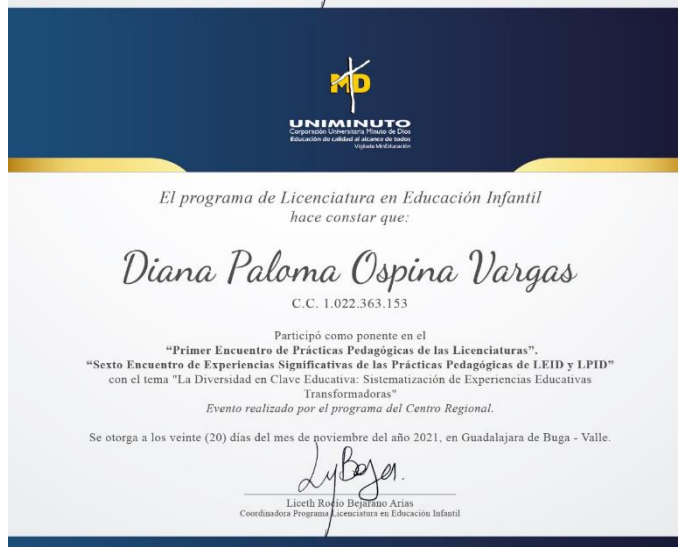 MD
UNIMINUTO
Corporación Universitaria Minuto de Dios
Educación de calidad al alcance de todos
Vigilada MinEducación
El programa de Licenciatura en Educación Infantil
hace constar que:
Diana Paloma Ospina Vargas
C.C. 1.022.363.153
Participó como ponente en el
“Primer Encuentro de Prácticas Pedagógicas de las Licenciaturas”.
“Sexto Encuentro de Experiencias Significativas de las Prácticas Pedagógicas de LEID y LPID”
con el tema "La Diversidad en Clave Educativa: Sistematización de Experiencias Educativas
Transformadoras"
Evento realizado por el programa del Centro Regional.
Se otorga a los veinte (20) días del mes de noviembre del año 2021, en Guadalajara de Buga - Valle.
Liceth Rocío Bejarano Arias
Coordinadora Programa Licenciatura en Educación Infantil